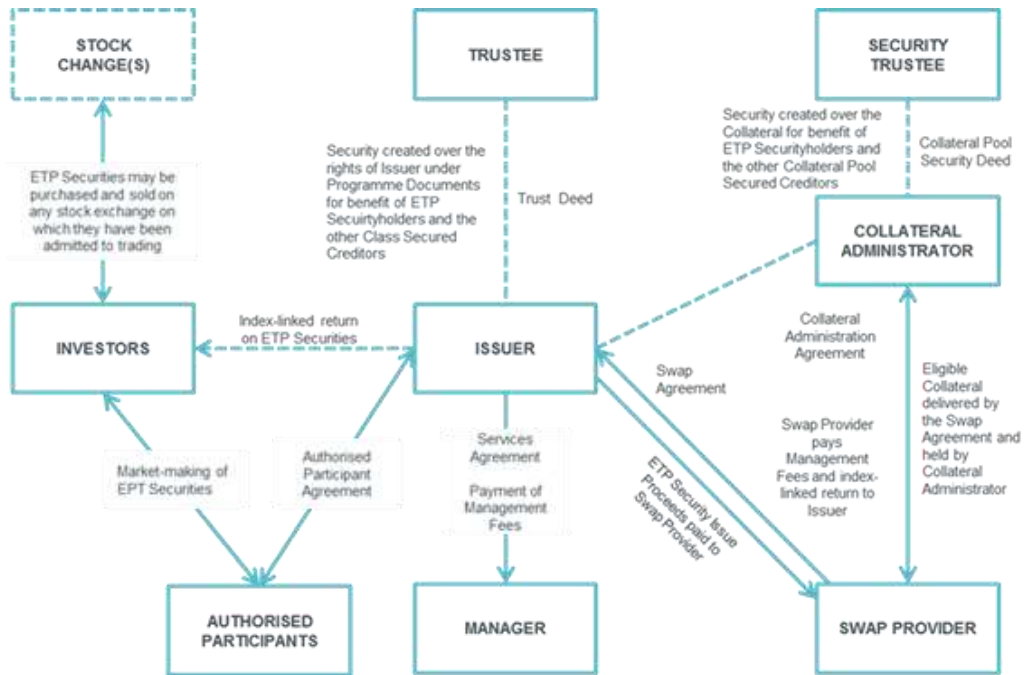 STOCK
CHANGE(S)
TRUSTEE
SECURITY
TRUSTEE
ETP Securities may be
purchased and sold on
any stock exchange on
which they have been
admitted to trading
Security created over the
rights of Issuer under
Programme Documents
for benefit of ETP
Secuirtyholders and the
other Class Secured
Creditors
Trust Deed
Security created over the
Collateral for benefit of
ETP Securityholders and
the other Collateral Pool
Secured Creditors
Collateral Pool
Security Deed
COLLATERAL
ADMINISTRATOR
INVESTORS
Index-linked return
on ETP Securities
ISSUER
Swap
Agreement
Collateral
Administration
Agreement
Eligible
Collateral
delivered by
the Swap
Agreement and
held by
Collateral
Administrator
Market-making of
EPT Securities
Authorised
Participant
Agreement
Services
Agreement
Payment of
Management
Fees
ETP Security Issue
Proceeds paid to
Swap Provider
Swap Provider
pays
Management
Fees and index-
linked return to
Issuer
AUTHORISED
PARTICIPANTS
MANAGER
SWAP PROVIDER